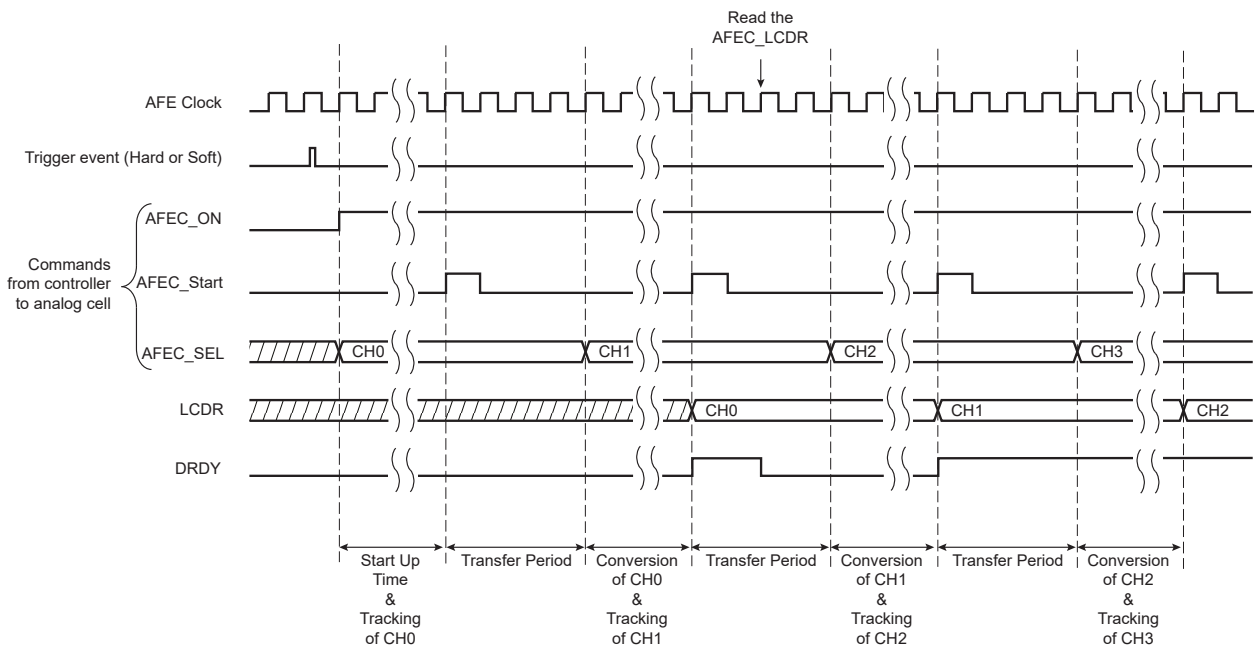 Read the
AFEC_LCDR
AFE Clock
Trigger event (Hard or Soft)
AFEC_ON
Commands
from controller
to analog cell
AFEC_Start
AFEC_SEL
CH0
CH1
CH2
CH3
LCDR
CH0
CH1
CH2
DRDY
Start Up
Time
&
Tracking
of CH0
Transfer Period
Conversion
of CH0
&
Tracking
of CH1
Transfer Period
Conversion
of CH1
&
Tracking
of CH2
Transfer Period
Conversion
of CH2
&
Tracking
of CH3